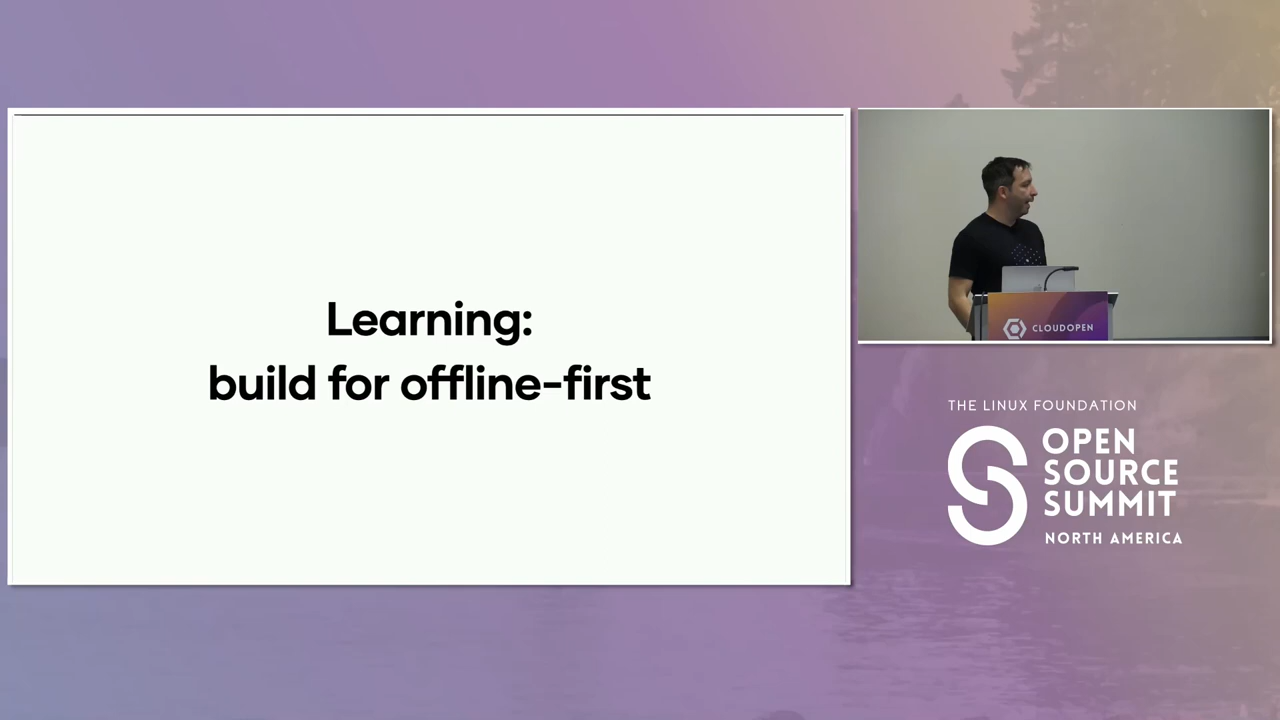 Learning:
build for offline-first
CLOUDOPEN
THE LINUX FOUNDATION
OPEN
SOURCE
SUMMIT
NORTH AMERICA